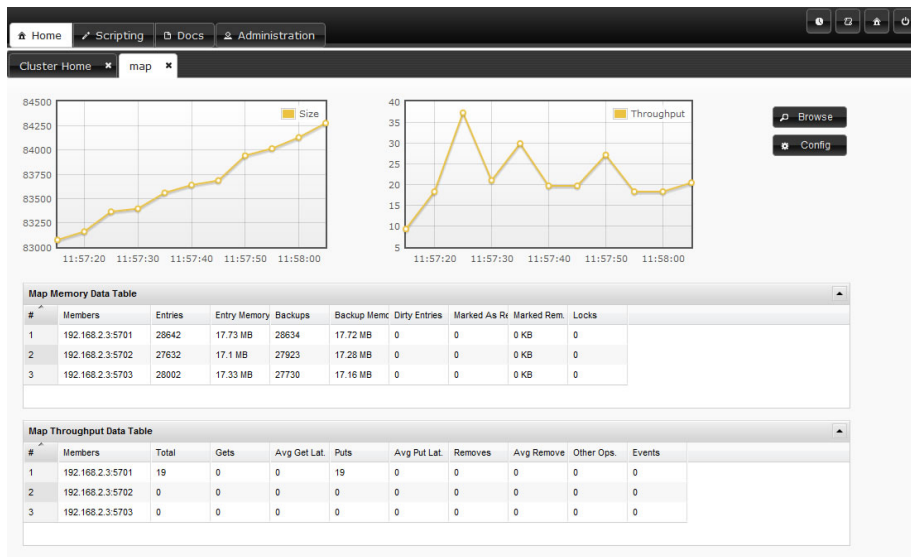 Home Scripting Docs Administration
Cluster Home × map ×
84500
84250
84000
83750
83500
83250
83000
Size
11:57:20 11:57:30 11:57:40 11:57:50 11:58:00
40
35
30
25
20
15
10
5
Throughput
11:57:20 11:57:30 11:57:40 11:57:50 11:58:00
Browse
Config
Map Memory Data Table
# Members Entries Entry Memory Backups Backup Memc Dirty Entries Marked As Re Marked Rem. Locks
1 192.168.2.3:5701 28642 17.73 MB 28634 17.72 MB 0 0 0 KB 0
2 192.168.2.3:5702 27632 17.1 MB 27923 17.28 MB 0 0 0 KB 0
3 192.168.2.3:5703 28002 17.33 MB 27730 17.16 MB 0 0 0 KB 0
Map Throughput Data Table
# Members Total Gets Avg Get Lat. Puts Avg Put Lat. Removes Avg Remove Other Ops. Events
1 192.168.2.3:5701 19 0 0 19 0 0 0 0 0
2 192.168.2.3:5702 0 0 0 0 0 0 0 0 0
3 192.168.2.3:5703 0 0 0 0 0 0 0 0 0